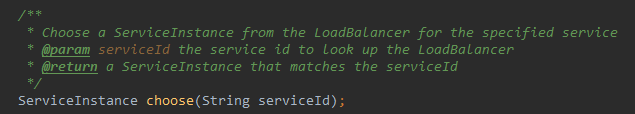 /**
 * Choose a ServiceInstance from the LoadBalancer for the specified service
 * @param serviceId the service id to look up the LoadBalancer
 * @return a ServiceInstance that matches the serviceId
 */
ServiceInstance choose(String serviceId);